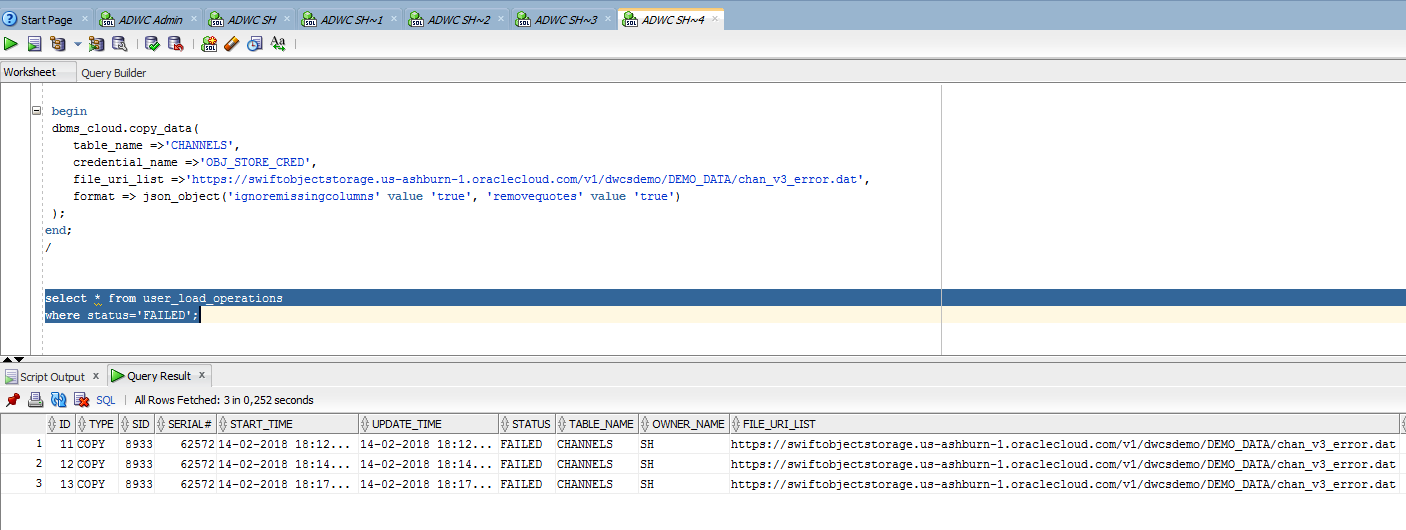 Start Page ADWC Admin ADWC SH ADWC SH~1 ADWC SH~2 ADWC SH~3 ADWC SH~4
Worksheet Query Builder
begin
dbms_cloud.copy_data(
table_name =>'CHANNELS',
credential_name =>'OBJ_STORE_CRED',
file_uri_list =>'https://swiftobjectstorage.us-ashburn-1.oraclecloud.com/v1/dwcsdemo/DEMO_DATA/chan_v3_error.dat',
format => json_object('ignoremissingcolumns' value 'true', 'removequotes' value 'true')
);
end;
/
select * from user_load_operations
where status='FAILED';
Script Output x Query Result x
SQL | All Rows Fetched: 3 in 0,252 seconds
ID TYPE SID SERIAL# START_TIME UPDATE_TIME STATUS TABLE_NAME OWNER_NAME FILE_URI_LIST
1 11 COPY 8933 62572 14-02-2018 18:12... 14-02-2018 18:12... FAILED CHANNELS SH https://swiftobjectstorage.us-ashburn-1.oraclecloud.com/v1/dwcsdemo/DEMO_DATA/chan_v3_error.dat
2 12 COPY 8933 62572 14-02-2018 18:14... 14-02-2018 18:14... FAILED CHANNELS SH https://swiftobjectstorage.us-ashburn-1.oraclecloud.com/v1/dwcsdemo/DEMO_DATA/chan_v3_error.dat
3 13 COPY 8933 62572 14-02-2018 18:17... 14-02-2018 18:17... FAILED CHANNELS SH https://swiftobjectstorage.us-ashburn-1.oraclecloud.com/v1/dwcsdemo/DEMO_DATA/chan_v3_error.dat